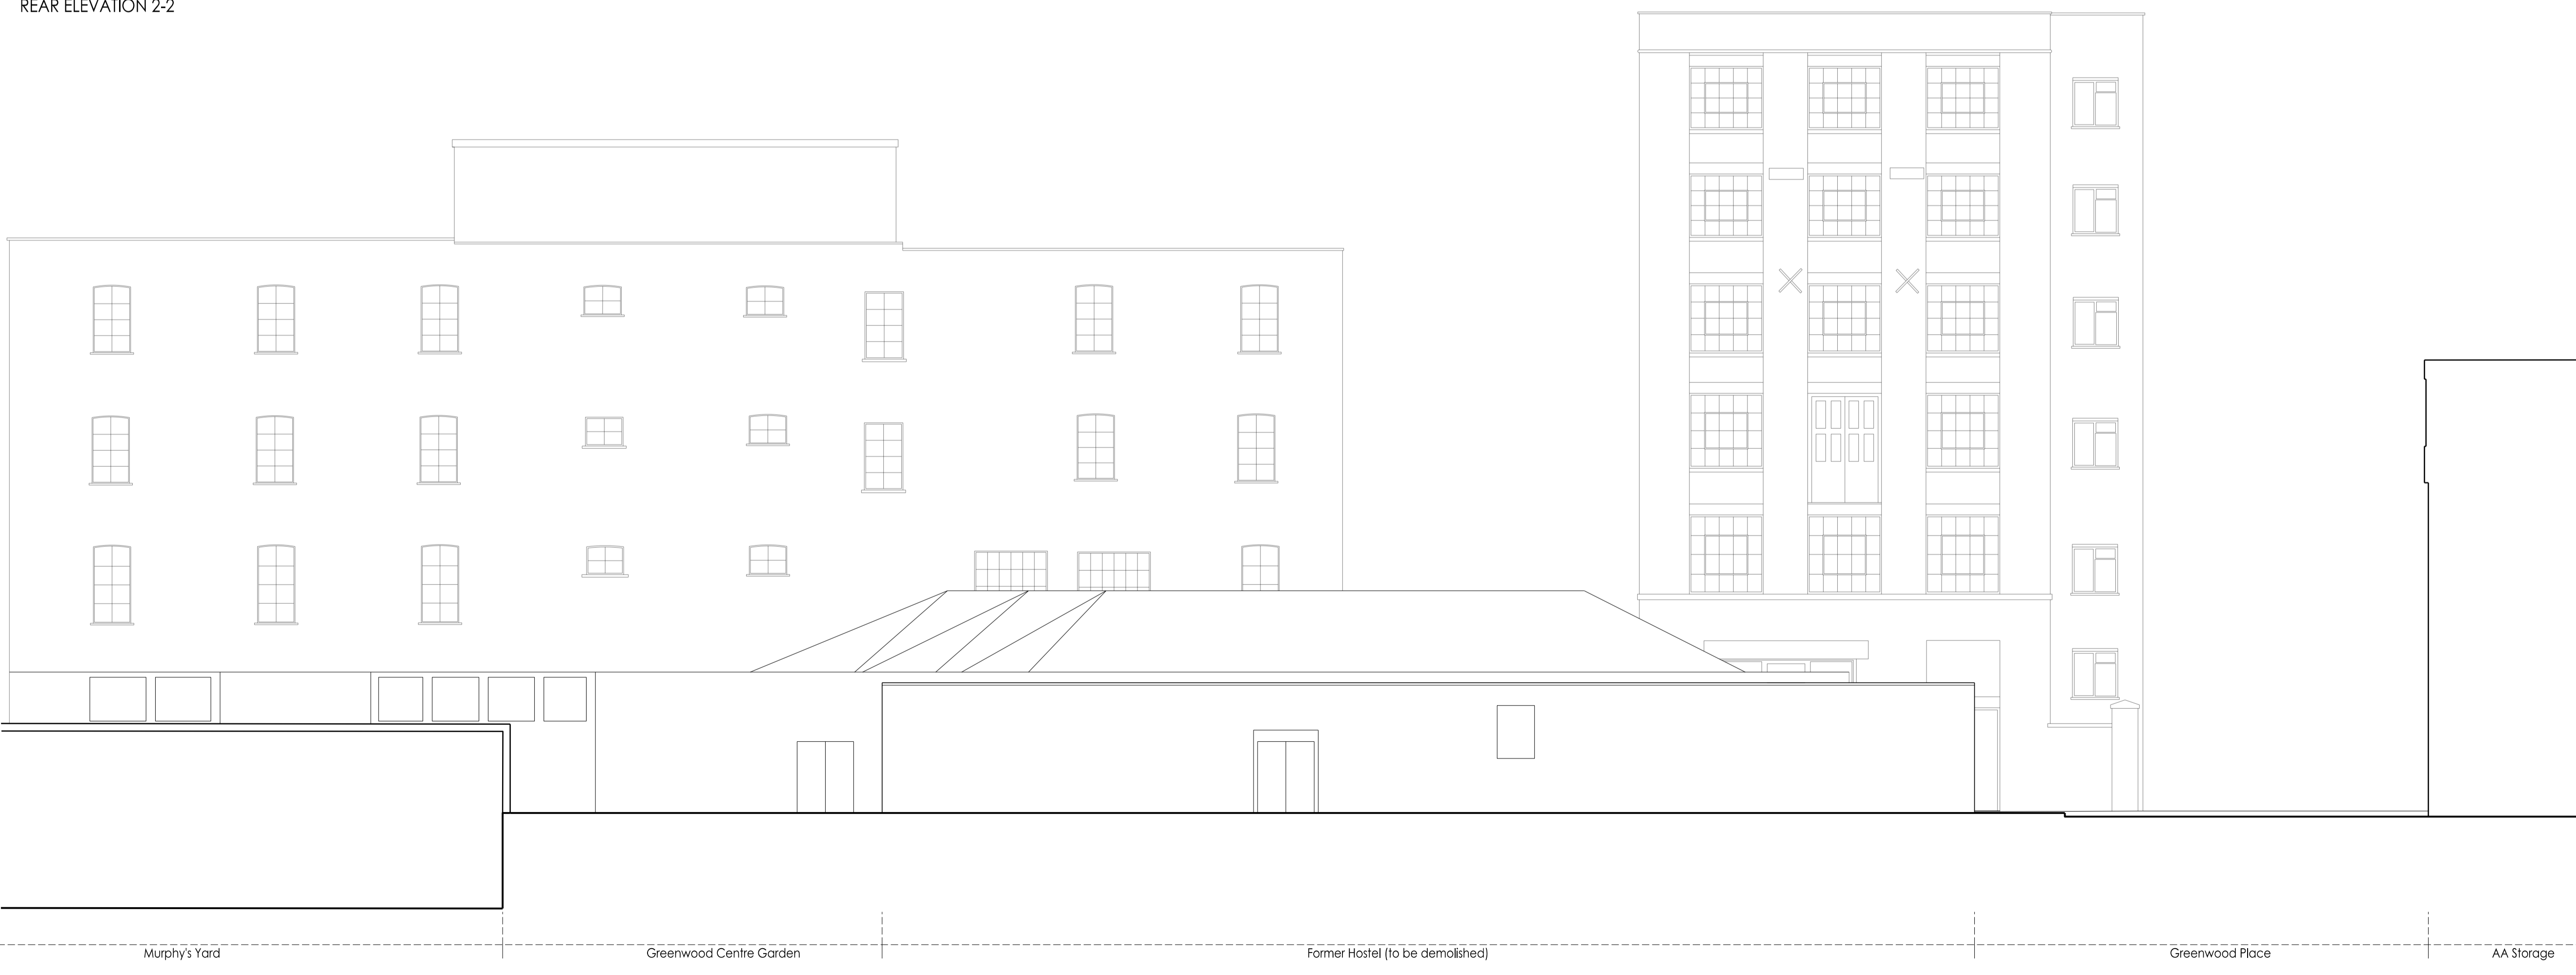 REAR ELEVATION 2-2
Murphy's Yard
Greenwood Centre Garden
Former Hostel (to be demolished)
Greenwood Place
AA Storage